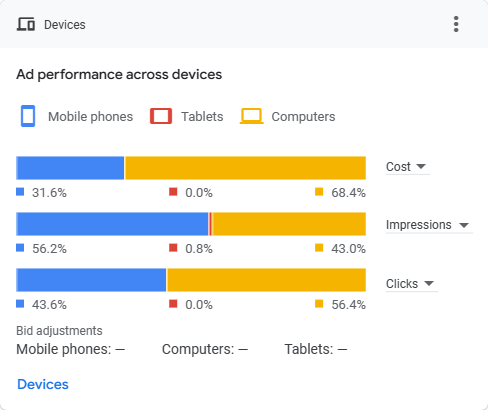 Devices
Ad performance across devices
Mobile phones Tablets Computers
Cost
31.6% 0.0% 68.4%
Impressions
56.2% 0.8% 43.0%
Clicks
43.6% 0.0% 56.4%
Bid adjustments
Mobile phones: — Computers: — Tablets: —
Devices